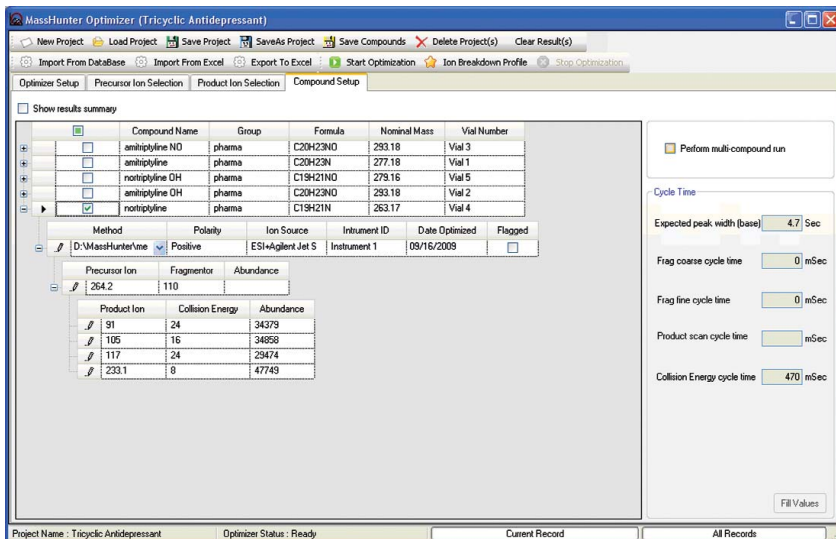 MassHunter Optimizer (Tricyclic Antidepressant)
New Project Load Project Save Project SaveAs Project Save Compounds Delete Project(s) Clear Result(s)
Import From DataBase Import From Excel Export To Excel Start Optimization Ion Breakdown Profile Stop Optimization
Optimizer Setup Precursor Ion Selection Product Ion Selection Compound Setup
Show results summary
Compound Name Group Formula Nominal Mass Vial Number
amitriptyline NO pharma C20H23NO 293.18 Vial 3
amitriptyline pharma C20H23N 277.18 Vial 1
nortriptyline OH pharma C19H21NO 279.16 Vial 5
amitriptyline OH pharma C20H23NO 293.18 Vial 2
nortriptyline pharma C19H21N 263.17 Vial 4
Method Polarity Ion Source Intrument ID Date Optimized Flagged
D:\MassHunter\me Positive ESI+Agilent Jet S Instrument 1 09/16/2009
Precursor Ion Fragmentor Abundance
264.2 110
Product Ion Collision Energy Abundance
91 24 34379
105 16 34858
117 24 29474
233.1 8 47749
Perform multi-compound run
Cycle Time
Expected peak width (base) 4.7 Sec
Frag coarse cycle time 0 mSec
Frag fine cycle time 0 mSec
Product scan cycle time mSec
Collision Energy cycle time 470 mSec
Fill Values
Project Name : Tricyclic Antidepressant Optimizer Status : Ready Current Record All Records